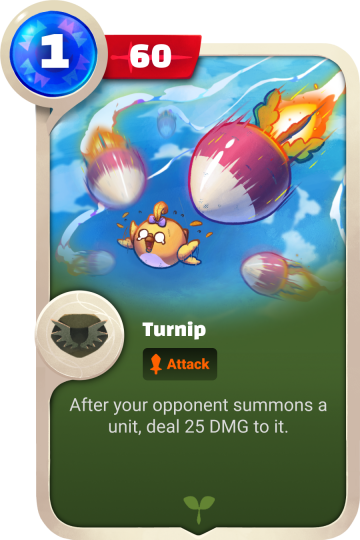 1
60
Turnip
Attack
After your opponent summons a
unit, deal 25 DMG to it.